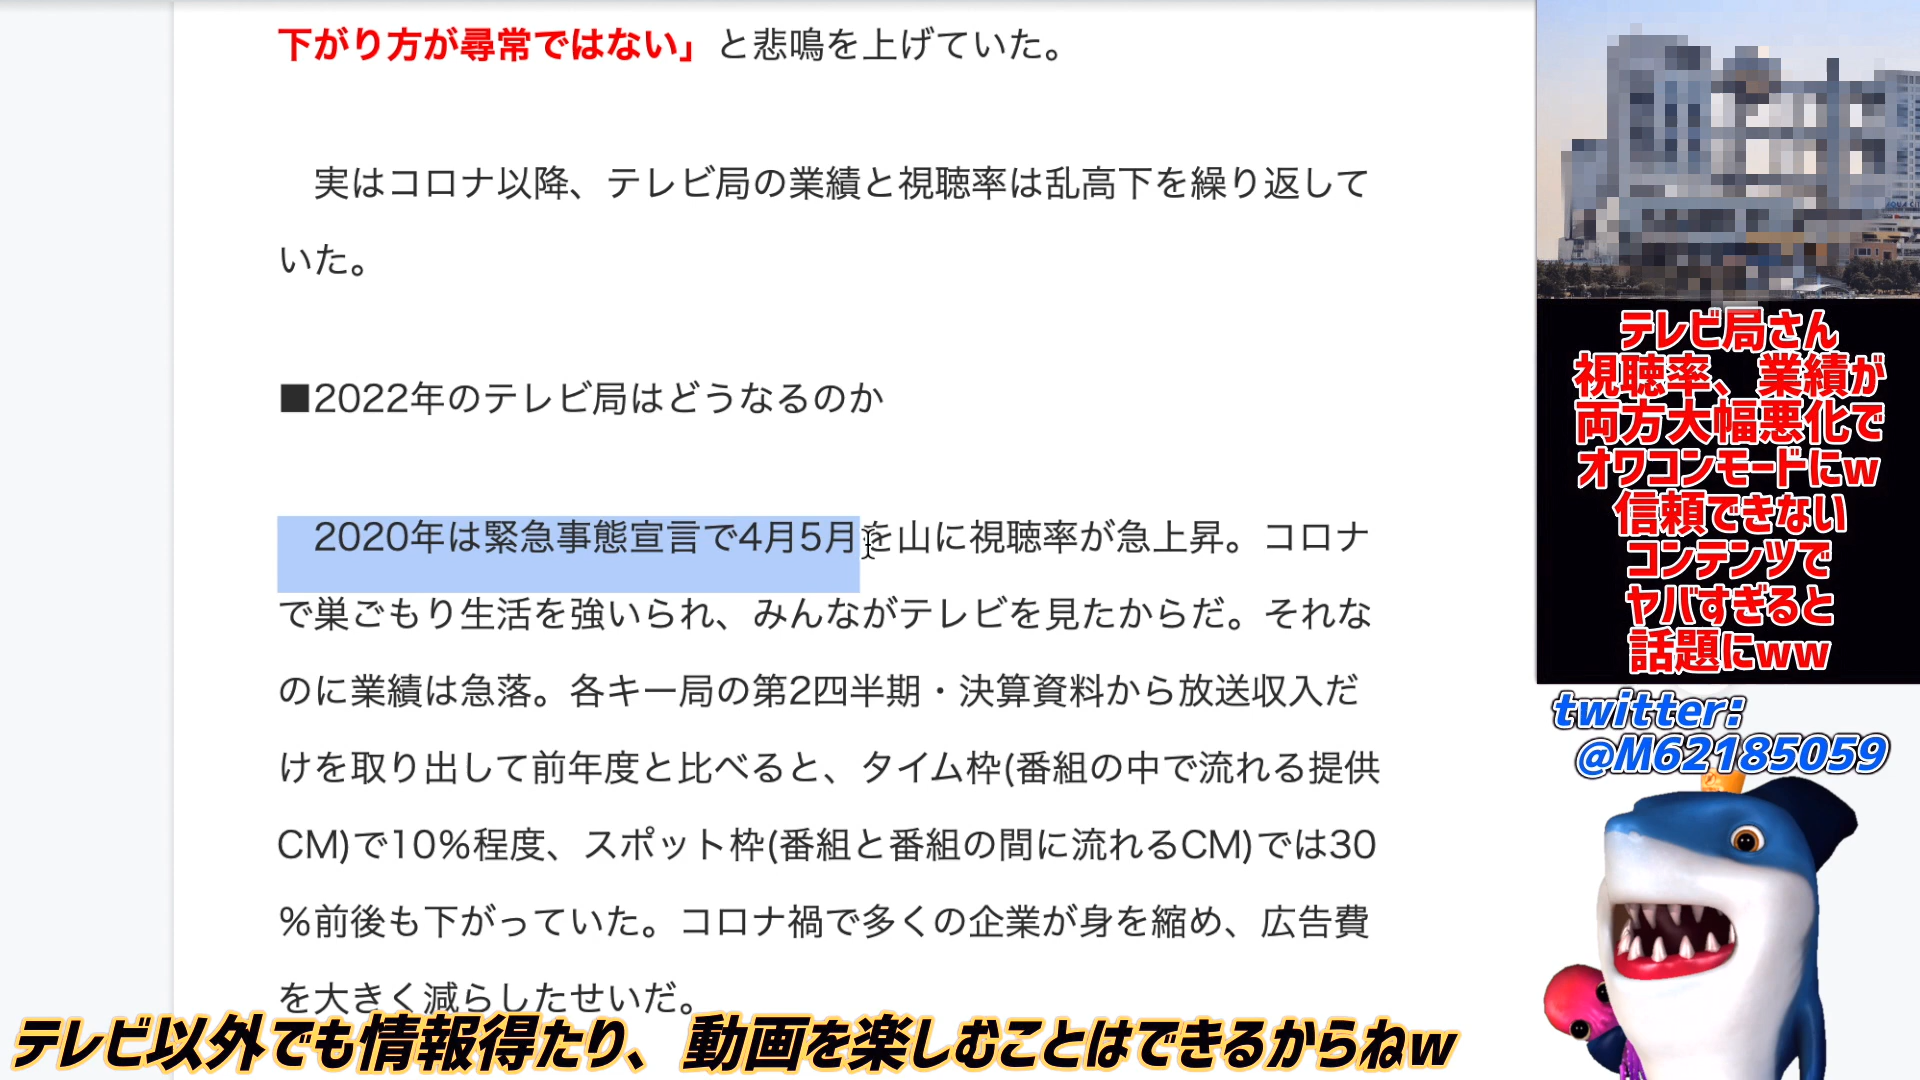 下がり方が尋常ではない」と悲鳴を上げていた。
実はコロナ以降、テレビ局の業績と視聴率は乱高下を繰り返して
いた。
■2022年のテレビ局はどうなるのか
2020年は緊急事態宣言で4月5月を山に視聴率が急上昇。コロナ
で巣ごもり生活を強いられ、みんながテレビを見たからだ。それな
のに業績は急落。各キー局の第2四半期・決算資料から放送収入だ
けを取り出して前年度と比べると、タイム枠(番組の中で流れる提供
CM)で10%程度、スポット枠(番組と番組の間に流れるCM)では30
%前後も下がっていた。コロナ禍で多くの企業が身を縮め、広告費
を大きく減らしたせいだ。
テレビ以外でも情報得たり、動画を楽しむことはできるからねw
AQUA CITY
テレビ局さん
視聴率、業績が
両方大幅悪化で
オワコンモードにw
信頼できない
コンテンツで
ヤバすぎると
話題にww
twitter:
@M62185059